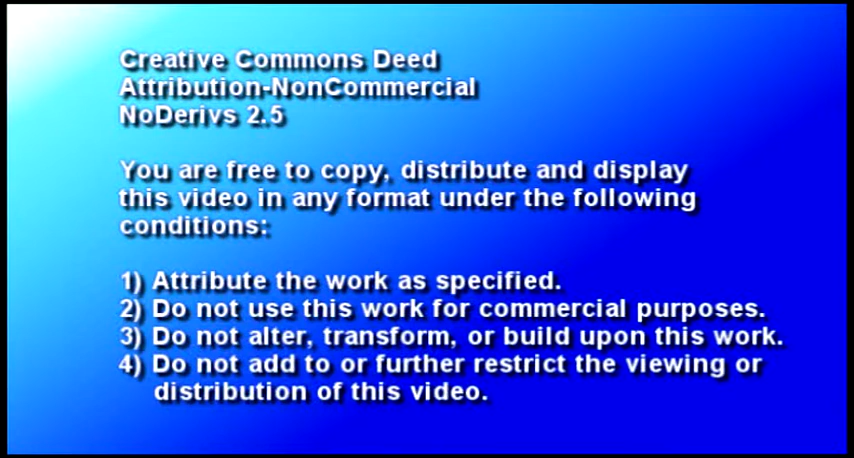 Creative Commons Deed
Attribution-NonCommercial
NoDerivs 2.5
You are free to copy, distribute and display
this video in any format under the following
conditions:
1) Attribute the work as specified.
2) Do not use this work for commercial purposes.
3) Do not alter, transform, or build upon this work.
4) Do not add to or further restrict the viewing or
distribution of this video.